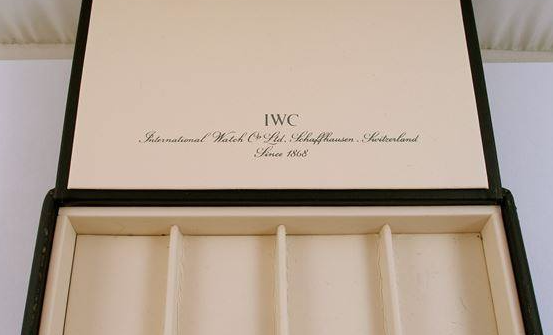 IWC
International Watch Co. Ltd. Schaffhausen. Switzerland
Since 1868